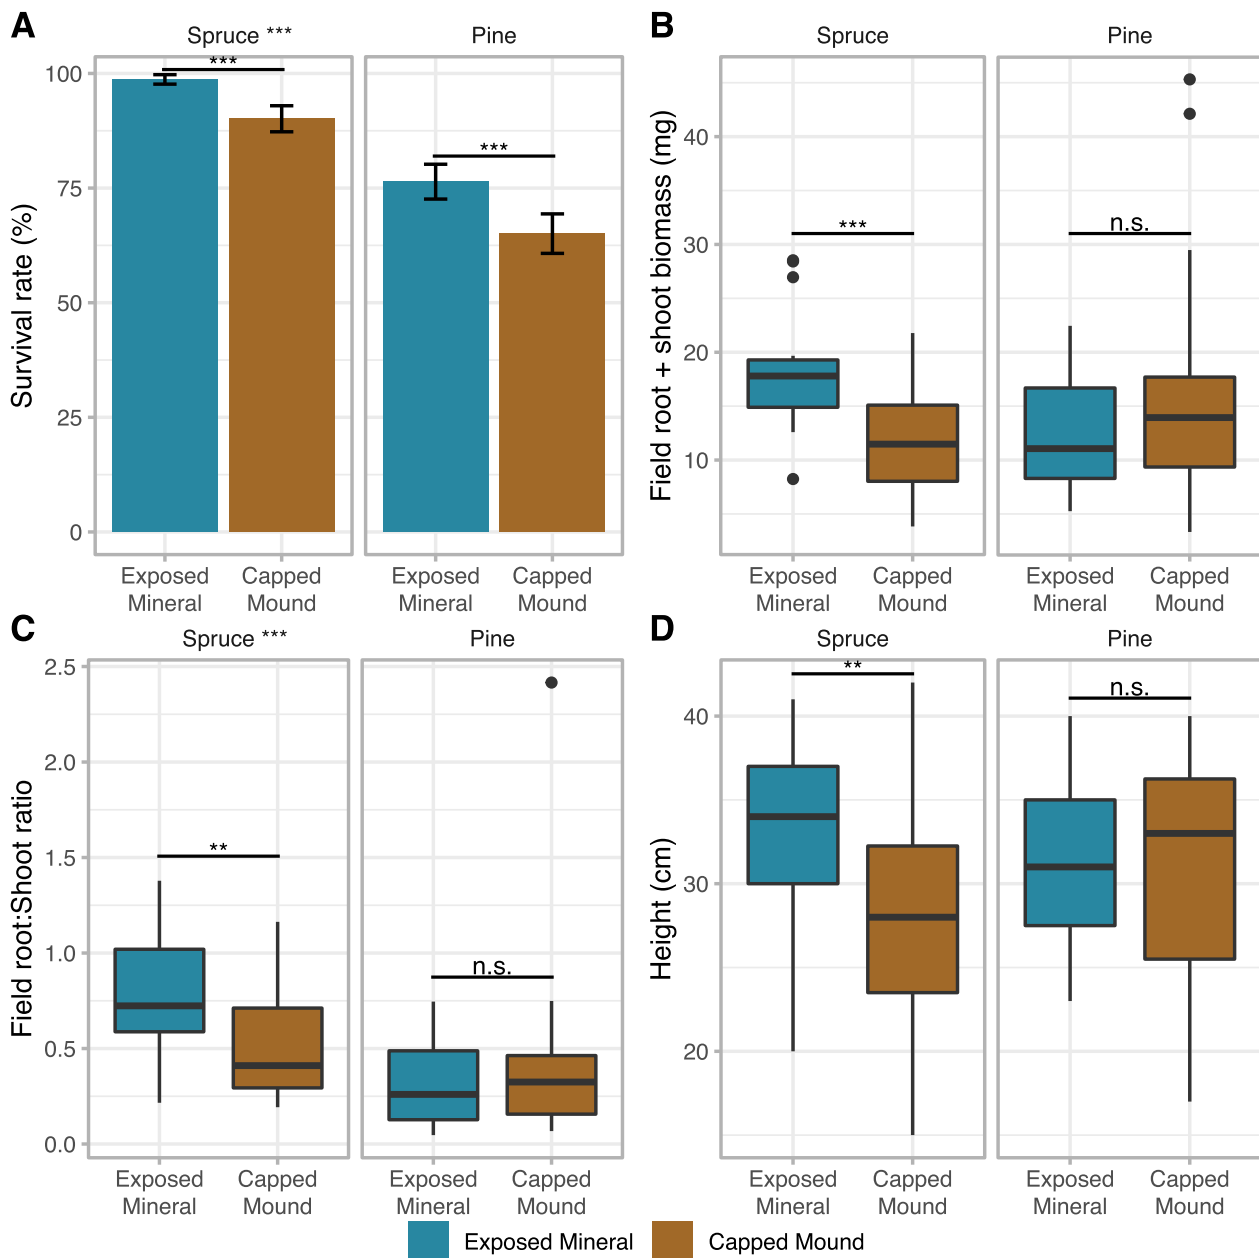 A
Spruce ***
Pine
***
***
Survival rate (%)
100
75
50
25
0
Exposed Mineral
Capped Mound
Exposed Mineral
Capped Mound
B
Spruce
Pine
***
n.s.
Field root + shoot biomass (mg)
40
30
20
10
Exposed Mineral
Capped Mound
Exposed Mineral
Capped Mound
C
Spruce ***
Pine
**
n.s.
Field root:Shoot ratio
2.5
2.0
1.5
1.0
0.5
0.0
Exposed Mineral
Capped Mound
Exposed Mineral
Capped Mound
D
Spruce
Pine
**
n.s.
Height (cm)
40
30
20
Exposed Mineral
Capped Mound
Exposed Mineral
Capped Mound
Exposed Mineral
Capped Mound